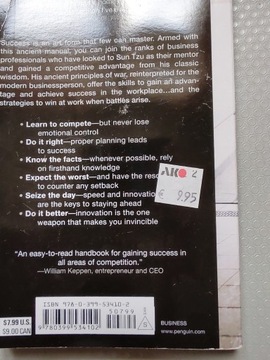 Success is an art form that few can master. Armed with
this ancient manual, you can join the ranks of business
professionals who have looked to Sun Tzu as their mentor
and gained a competitive advantage from his classic
wisdom. His ancient principles of war, reinterpreted for the
modern businessperson, offer the skills to gain an advan-
tage and achieve success in the workplace...and the
strategies to win at work when battles arise.
• Learn to compete—but never lose
emotional control
• Do it right—proper planning leads
to success
• Know the facts—whenever possible, rely
on firsthand knowledge
• Expect the worst—and have the
to counter any setback
• Seize the day—speed and innovation
are the keys to staying ahead
• Do it better—innovation is the one
weapon that makes you invincible
AKO 2
€ 9.95
"An easy-to-read handbook for gaining success in
all areas of competition."
—William Keppen, entrepreneur and CEO
ISBN 978-0-399-53410-2
50799
$7.99 U.S.
$9.00 CAN
9 780399 534102
BUSINESS
www.penguin.com
PENGUIN